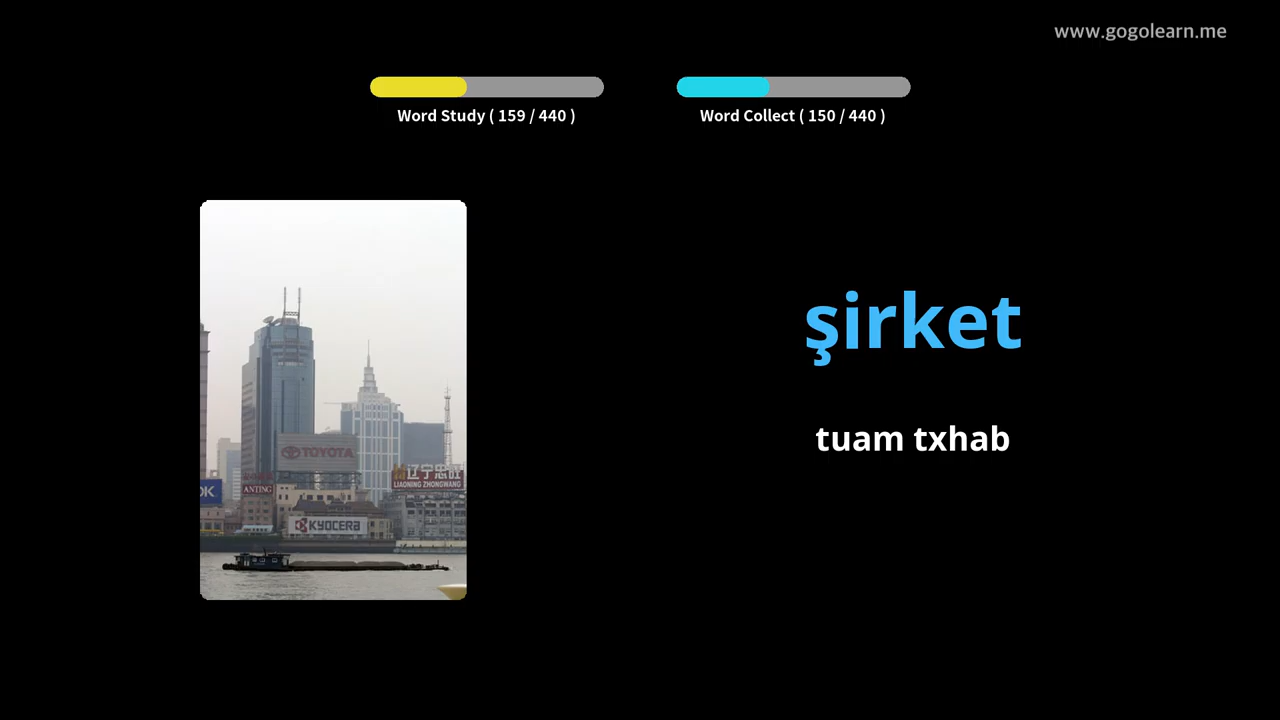 www.gogolearn.me
Word Study ( 159 / 440 )
Word Collect ( 150 / 440 )
şirket
tuam txhab
TOYOTA
辽宁忠旺
LIAONING ZHONGWANG
OK
ANTING
KYOCERA